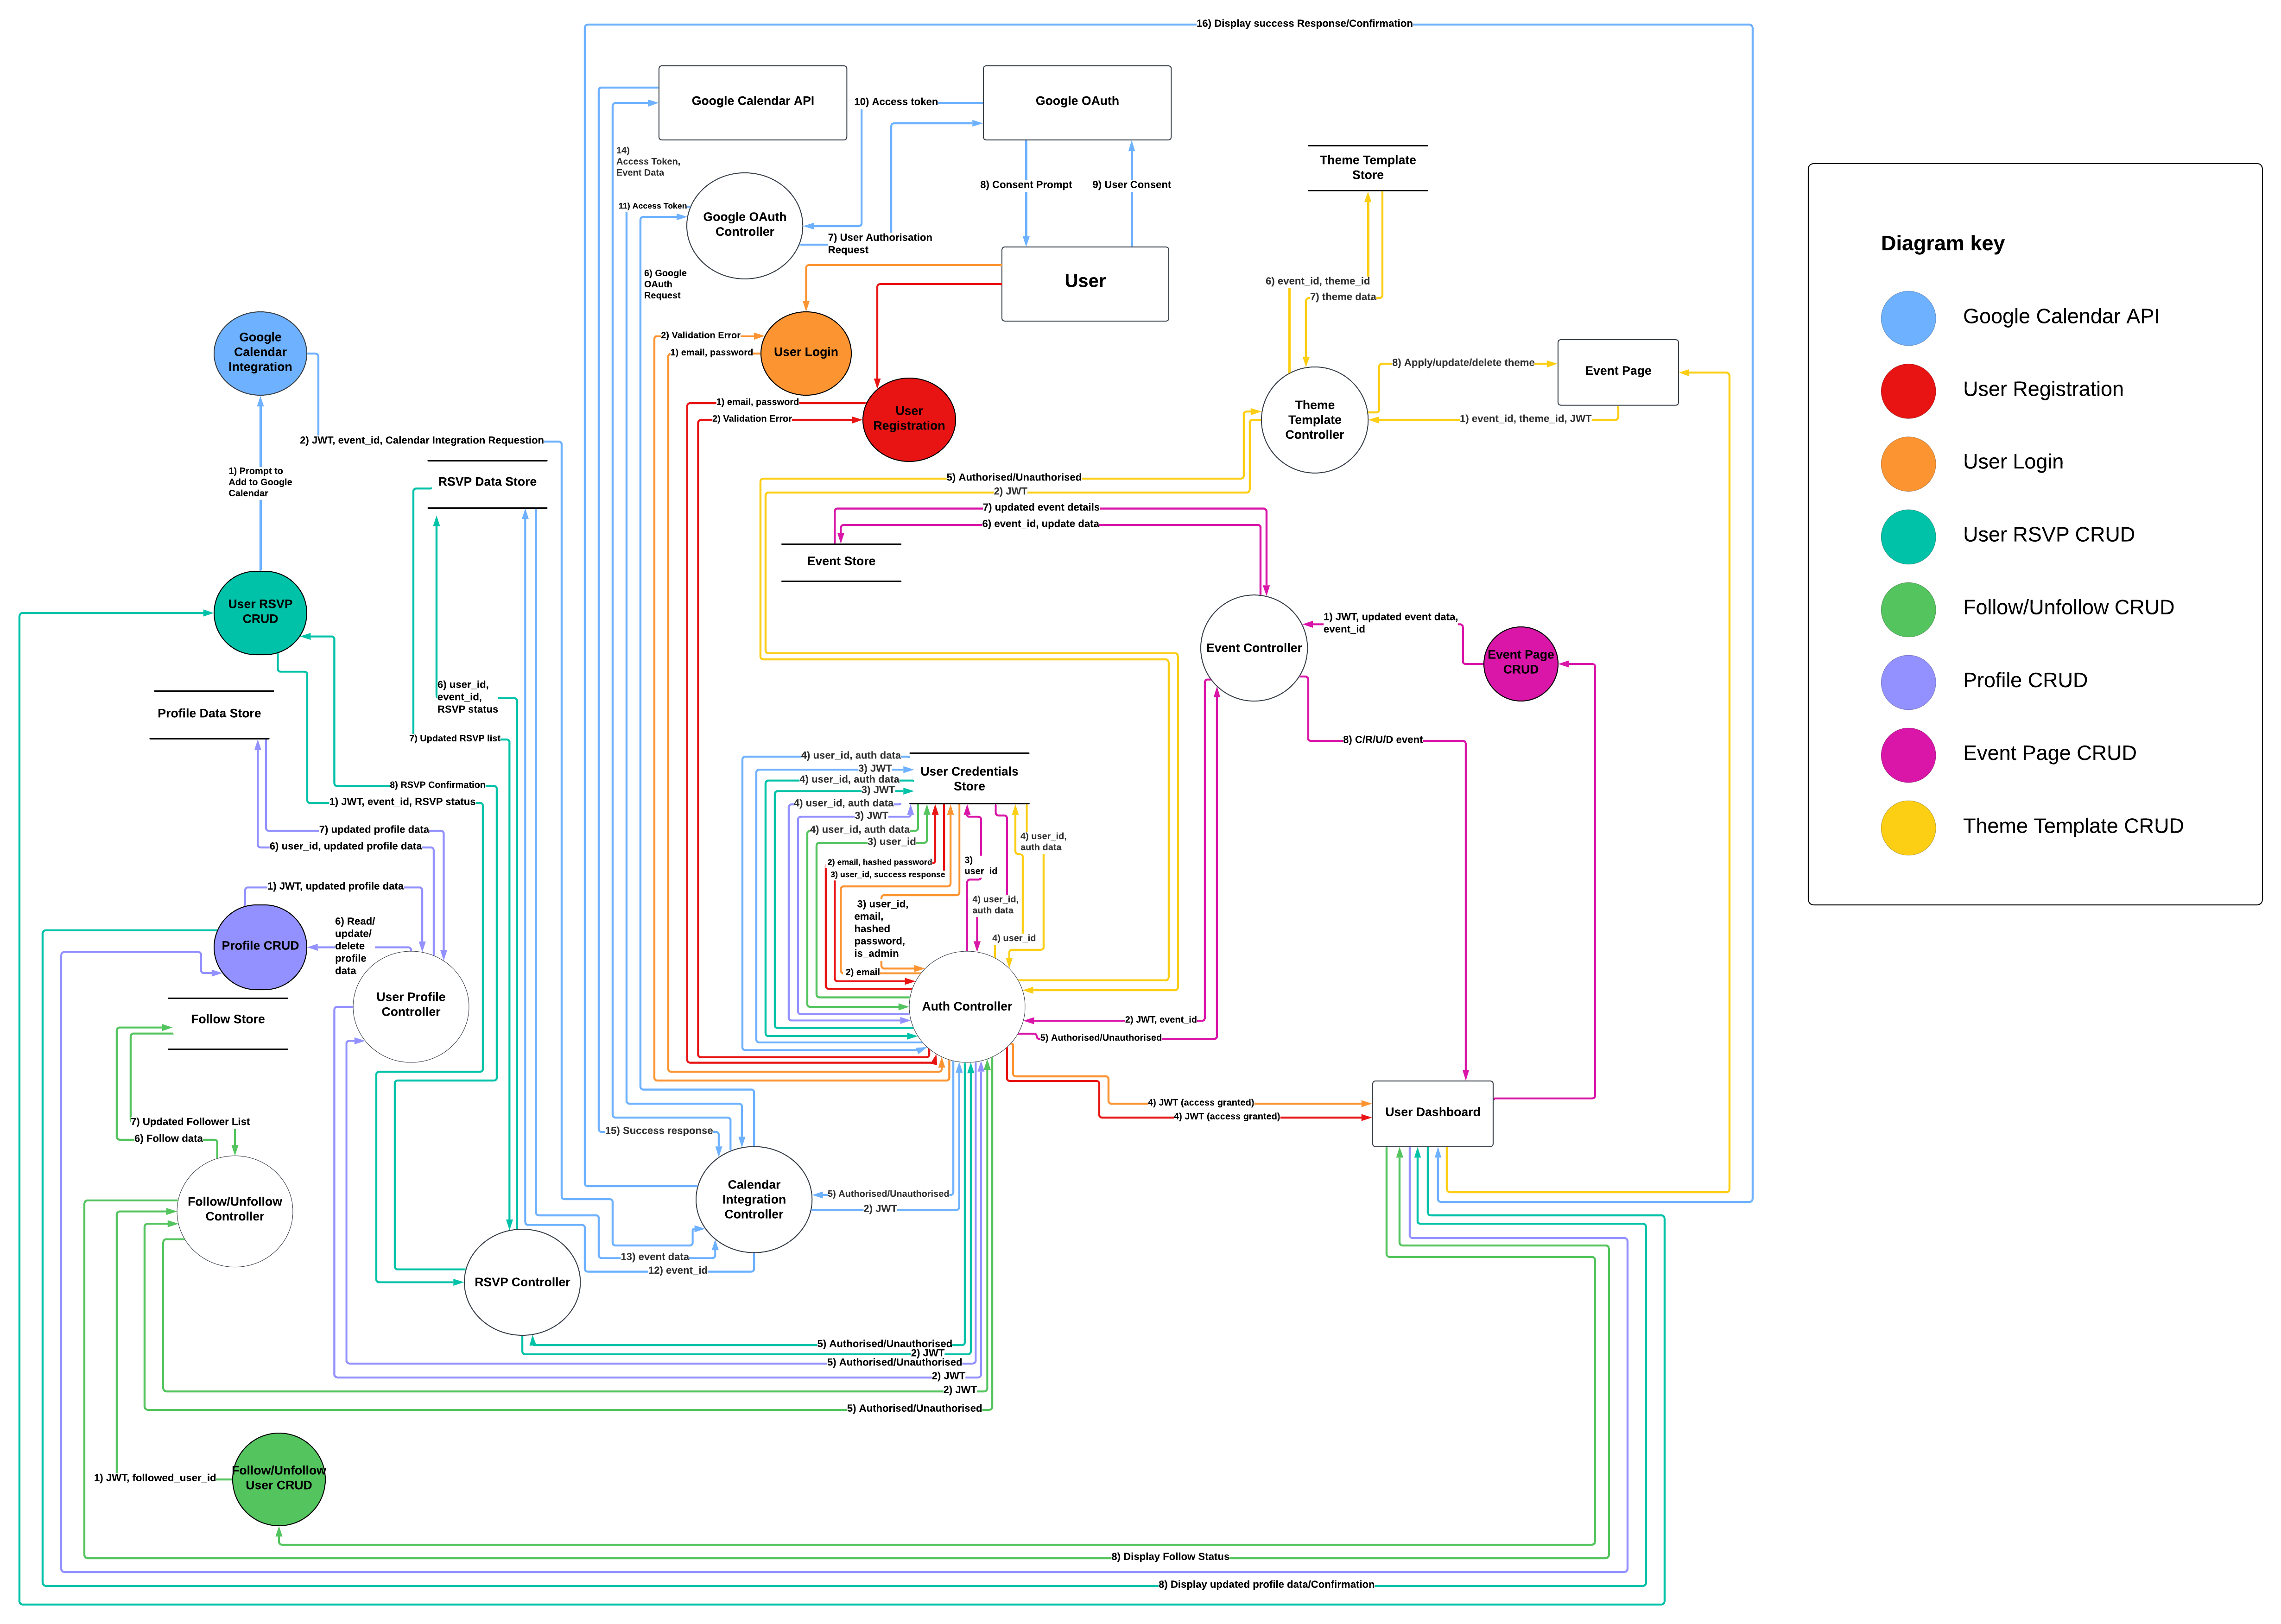 16) Display success Response/Confirmation
Google Calendar API
10) Access token
Google OAuth
14)
Access Token,
Event Data
8) Consent Prompt
9) User Consent
Theme Template
Store
11) Access Token
Google OAuth
Controller
7) User Authorisation
Request
6) Google
OAuth
Request
User
6) event_id, theme_id
7) theme data
Google
Calendar
Integration
2) Validation Error
1) email, password
User Login
8) Apply/update/delete theme
Event Page
1) email, password
2) Validation Error
User
Registration
Theme
Template
Controller
1) event_id, theme_id, JWT
2) JWT, event_id, Calendar Integration Requestion
1) Prompt to
Add to Google
Calendar
RSVP Data Store
5) Authorised/Unauthorised
2) JWT
7) updated event details
6) event_id, update data
Event Store
User RSVP
CRUD
Event Controller
1) JWT, updated event data,
event_id
Event Page
CRUD
6) user_id,
event_id,
RSVP status
Profile Data Store
7) Updated RSVP list
8) C/R/U/D event
4) user_id, auth data
3) JWT
4) user_id, auth data
3) JWT
4) user_id, auth data
3) JWT
4) user_id, auth data
3) user_id
User Credentials
Store
8) RSVP Confirmation
1) JWT, event_id, RSVP status
7) updated profile data
6) user_id, updated profile data
4) user_id,
auth data
2) email, hashed password
3) user_id, success response
3)
user_id
1) JWT, updated profile data
4) user_id,
auth data
3) user_id,
email,
hashed
password,
is_admin
4) user_id
2) email
Profile CRUD
6) Read/
update/
delete
profile
data
User Profile
Controller
Auth Controller
Follow Store
2) JWT, event_id
5) Authorised/Unauthorised
4) JWT (access granted)
4) JWT (access granted)
User Dashboard
7) Updated Follower List
6) Follow data
15) Success response
Follow/Unfollow
Controller
Calendar
Integration
Controller
5) Authorised/Unauthorised
2) JWT
13) event data
12) event_id
RSVP Controller
5) Authorised/Unauthorised
2) JWT
5) Authorised/Unauthorised
2) JWT
2) JWT
5) Authorised/Unauthorised
1) JWT, followed_user_id
Follow/Unfollow
User CRUD
8) Display Follow Status
8) Display updated profile data/Confirmation
Diagram key
Google Calendar API
User Registration
User Login
User RSVP CRUD
Follow/Unfollow CRUD
Profile CRUD
Event Page CRUD
Theme Template CRUD